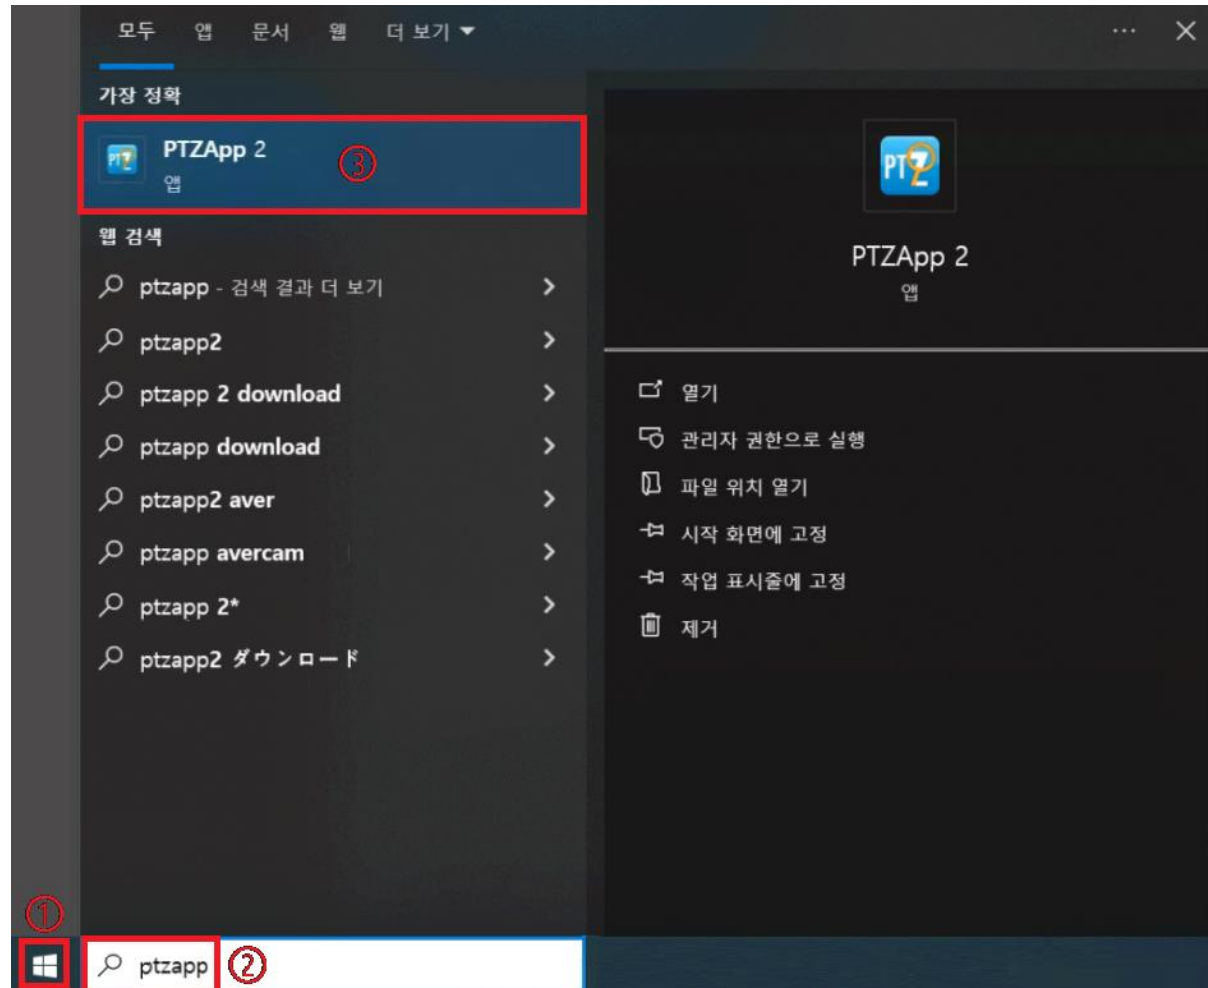 모두 앱 문서 웹 더 보기 ... 
가장 정확
PTZApp 2
앱
③
웹 검색
ptzapp - 검색 결과 더 보기
ptzapp2
ptzapp 2 download
ptzapp download
ptzapp2 aver
ptzapp avercam
ptzapp 2*
ptzapp2 ダウンロード
PTZ
PTZApp 2
앱
열기
관리자 권한으로 실행
파일 위치 열기
시작 화면에 고정
작업 표시줄에 고정
제거
①
ptzapp ②